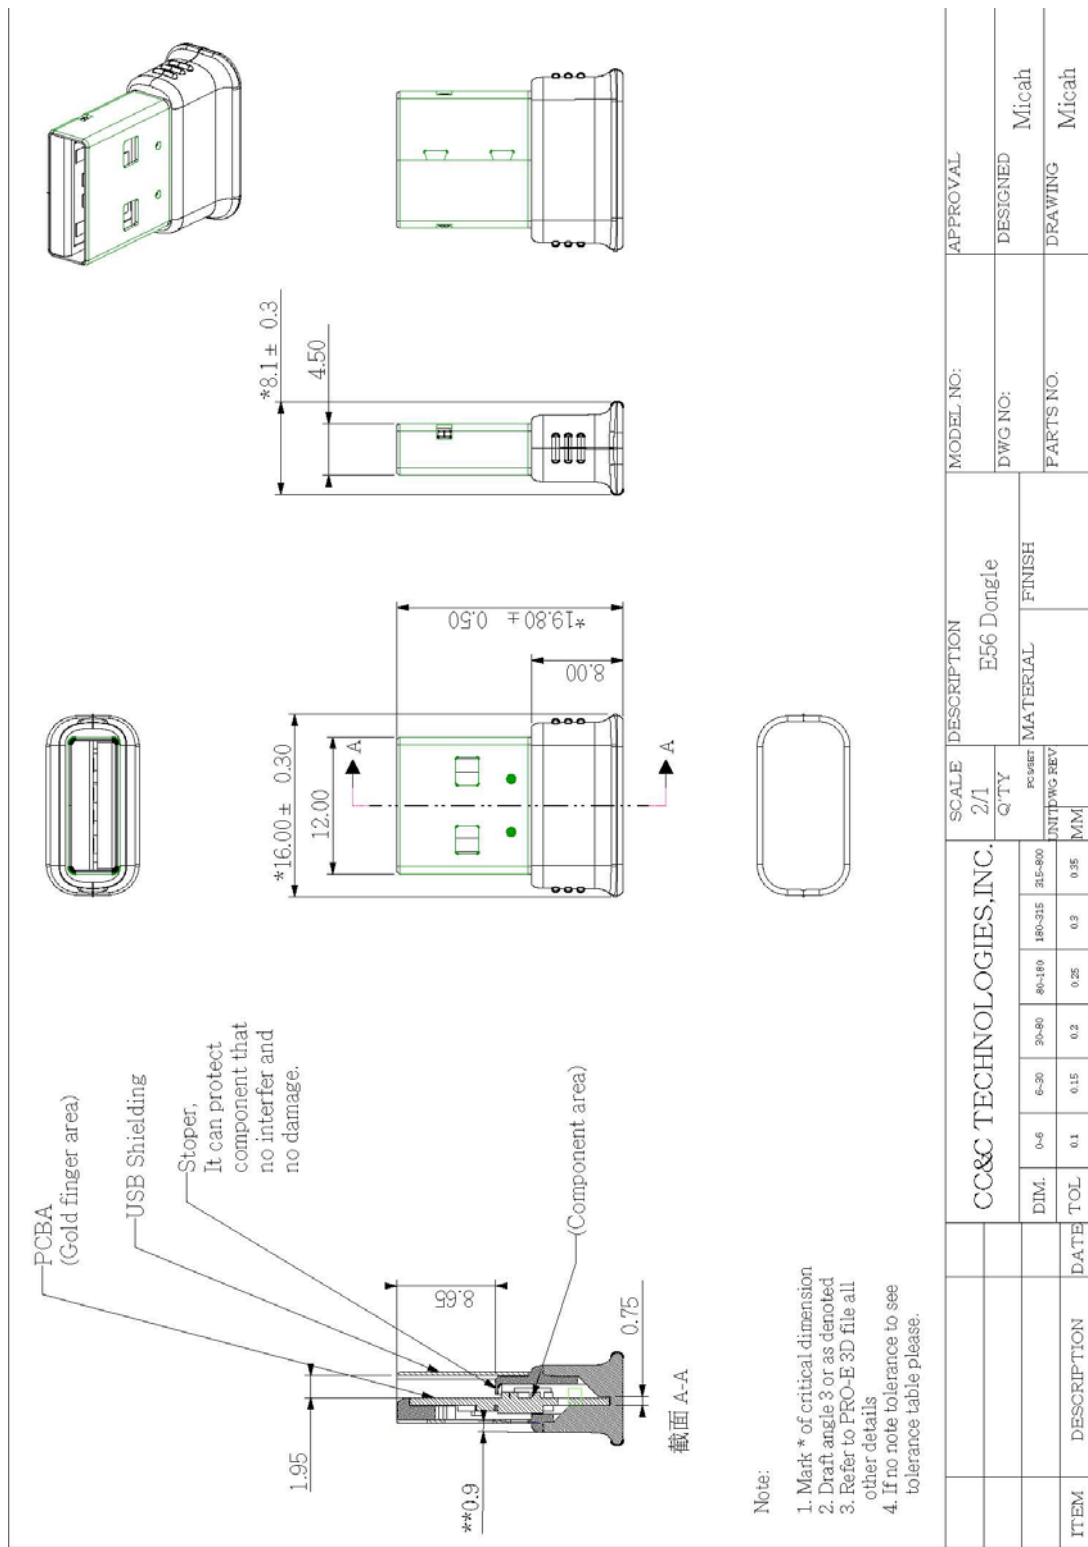 PCBA
(Gold finger area)
USB Shielding
Stoper,
It can protect
component that
no interfer and
no damage.
(Component area)
1.95
**0.9
8.65
0.75
截面 A-A
*16.00± 0.30
12.00
A
A
*19.80± 0.50
8.00
*8.1± 0.3
4.50
Note:
1. Mark * of critical dimension
2. Draft angle 3 or as denoted
3. Refer to PRO-E 3D file all
other details
4. If no note tolerance to see
tolerance table please.
ITEM DESCRIPTION DATE
CC&C TECHNOLOGIES,INC.
DIM. 0-6 6-30 30-80 80-180 180-315 315-800
TOL 0.1 0.15 0.2 0.25 0.3 0.35
SCALE
2/1
Q'TY
PCS/SET
UNIT DWG REV
MM
DESCRIPTION
E56 Dongle
MATERIAL FINISH
MODEL NO:
DWG NO:
PARTS NO.
APPROVAL
DESIGNED Micah
DRAWING Micah